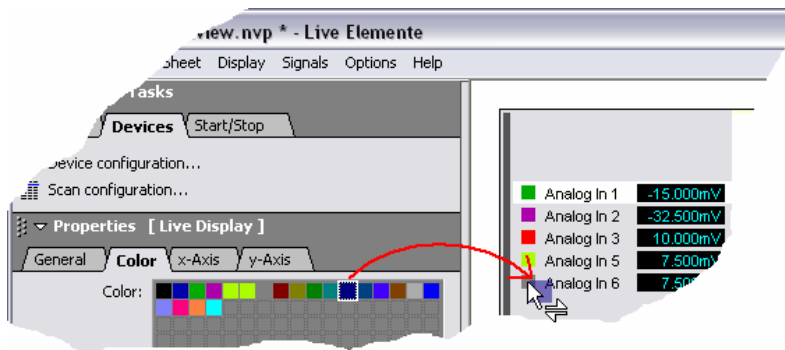 view.nvp * - Live Elemente
Sheet Display Signals Options Help
Tasks
Devices Start/Stop
Device configuration...
Scan configuration...
Properties [ Live Display ]
General Color x-Axis y-Axis
Color:
Analog In 1 -15.000mV
Analog In 2 -32.500mV
Analog In 3 10.000mV
Analog In 5 7.500mV
Analog In 6 7.50